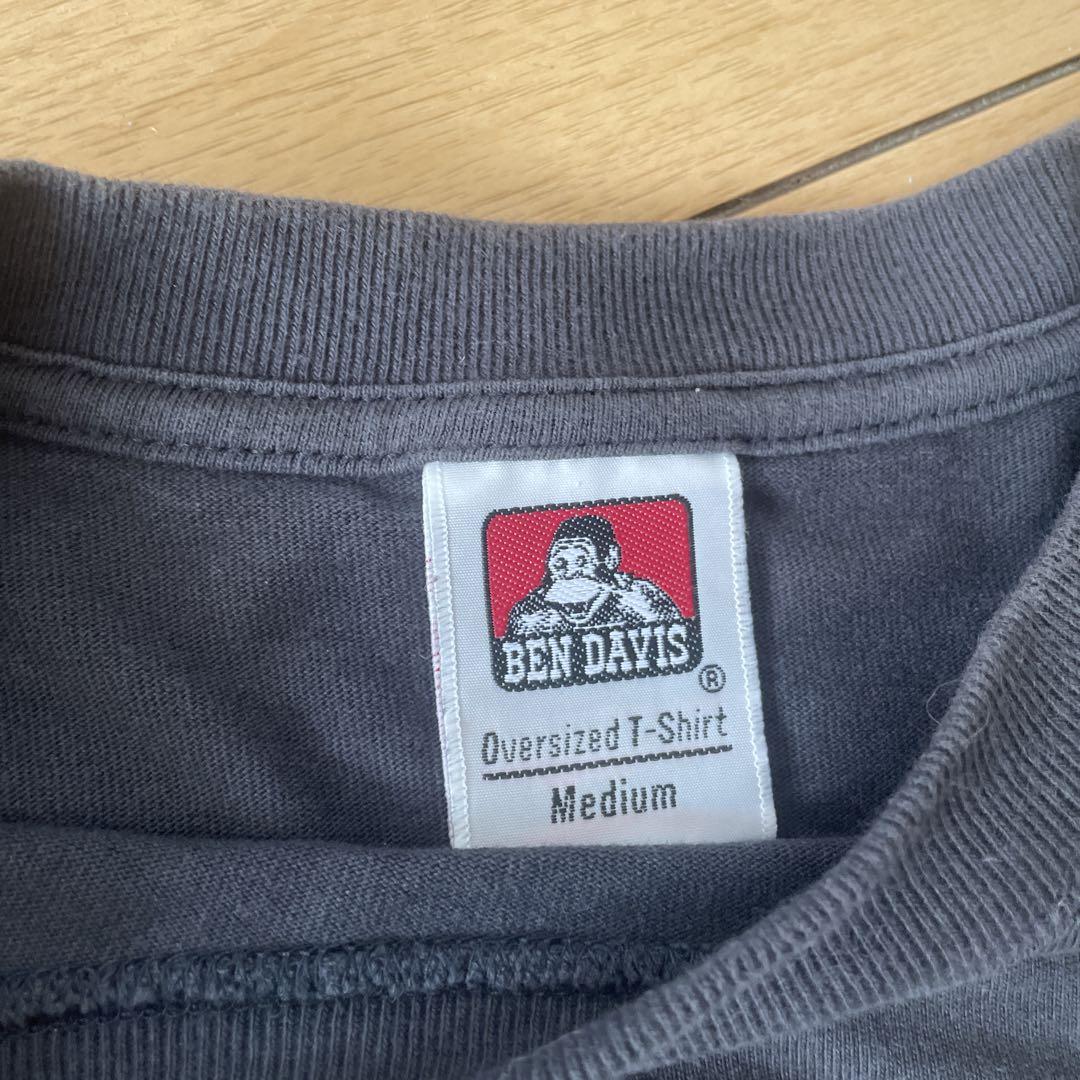 BEN DAVIS
®
Oversized T-Shirt
Medium